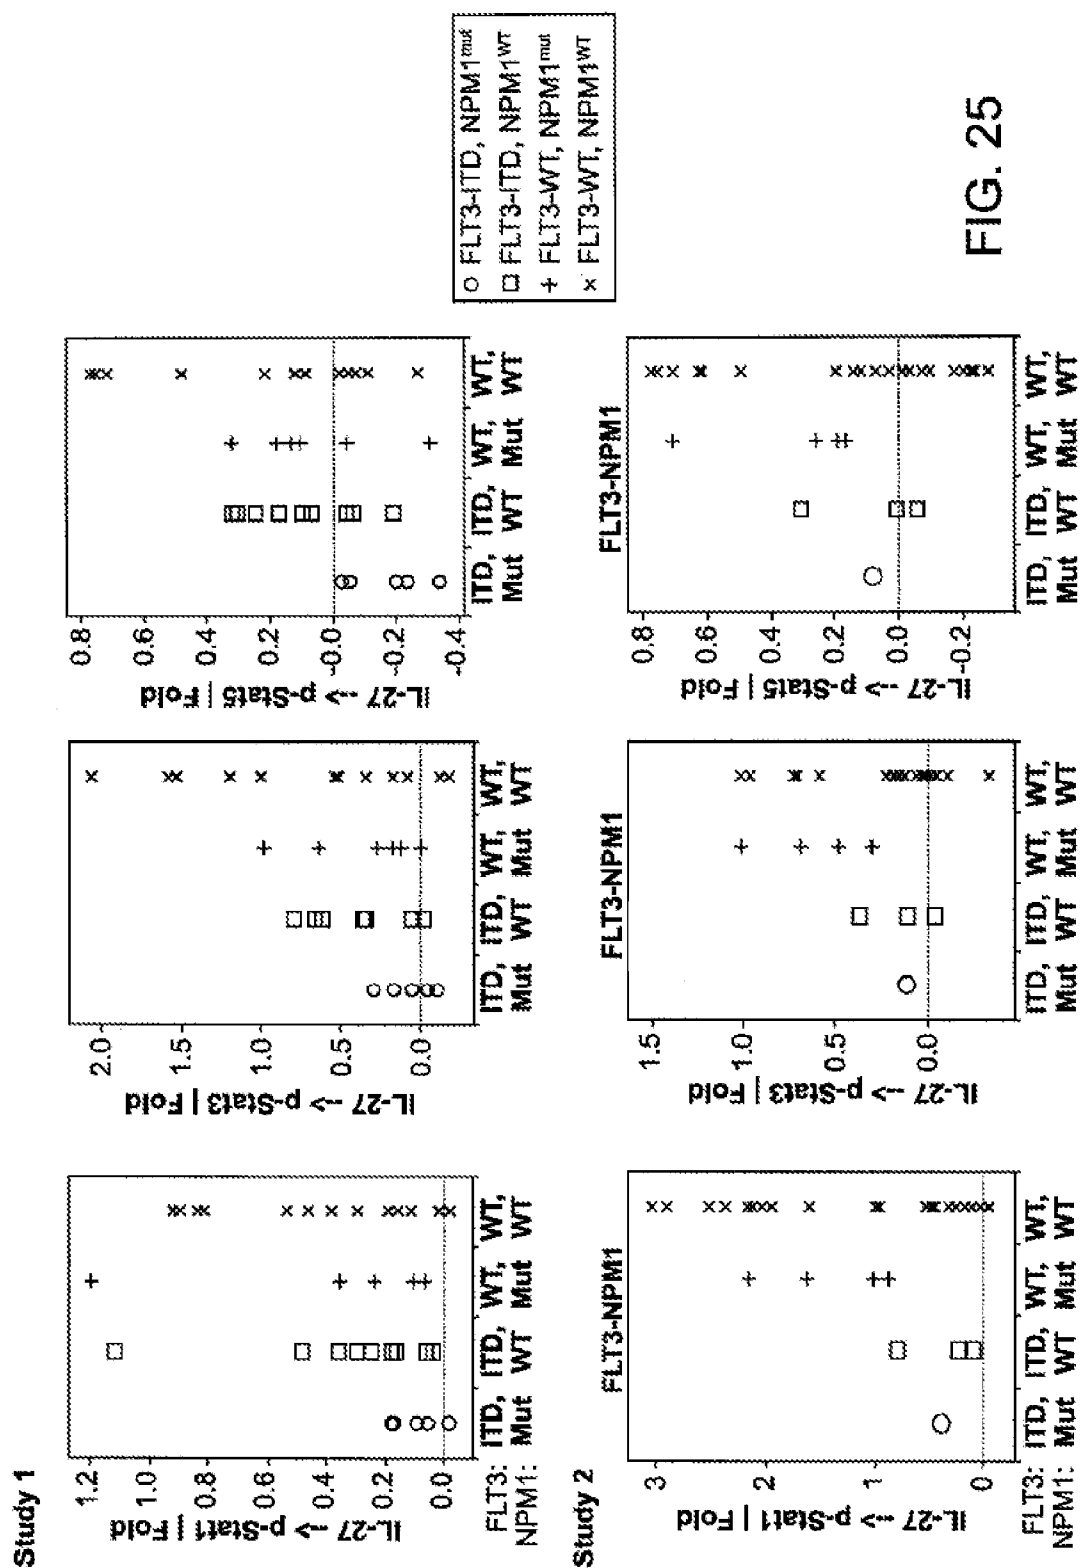 Study 1
IL-27 --> p-Stat1 | Fold
1.2
1.0
0.8
0.6
0.4
0.2
0.0
FLT3: ITD, ITD, WT, WT,
NPM1: Mut WT Mut WT
IL-27 --> p-Stat3 | Fold
2.0
1.5
1.0
0.5
0.0
ITD, ITD, WT, WT,
Mut WT Mut WT
IL-27 --> p-Stat5 | Fold
0.8
0.6
0.4
0.2
0.0
-0.2
-0.4
ITD, ITD, WT, WT,
Mut WT Mut WT
○ FLT3-ITD, NPM1mut
□ FLT3-ITD, NPM1WT
+ FLT3-WT, NPM1mut
× FLT3-WT, NPM1WT
Study 2
FLT3-NPM1
IL-27 --> p-Stat1 | Fold
3
2
1
0
FLT3: ITD, ITD, WT, WT,
NPM1: Mut WT Mut WT
FLT3-NPM1
IL-27 --> p-Stat3 | Fold
1.5
1.0
0.5
0.0
ITD, ITD, WT, WT,
Mut WT Mut WT
FLT3-NPM1
IL-27 --> p-Stat5 | Fold
0.8
0.6
0.4
0.2
0.0
-0.2
ITD, ITD, WT, WT,
Mut WT Mut WT
FIG. 25